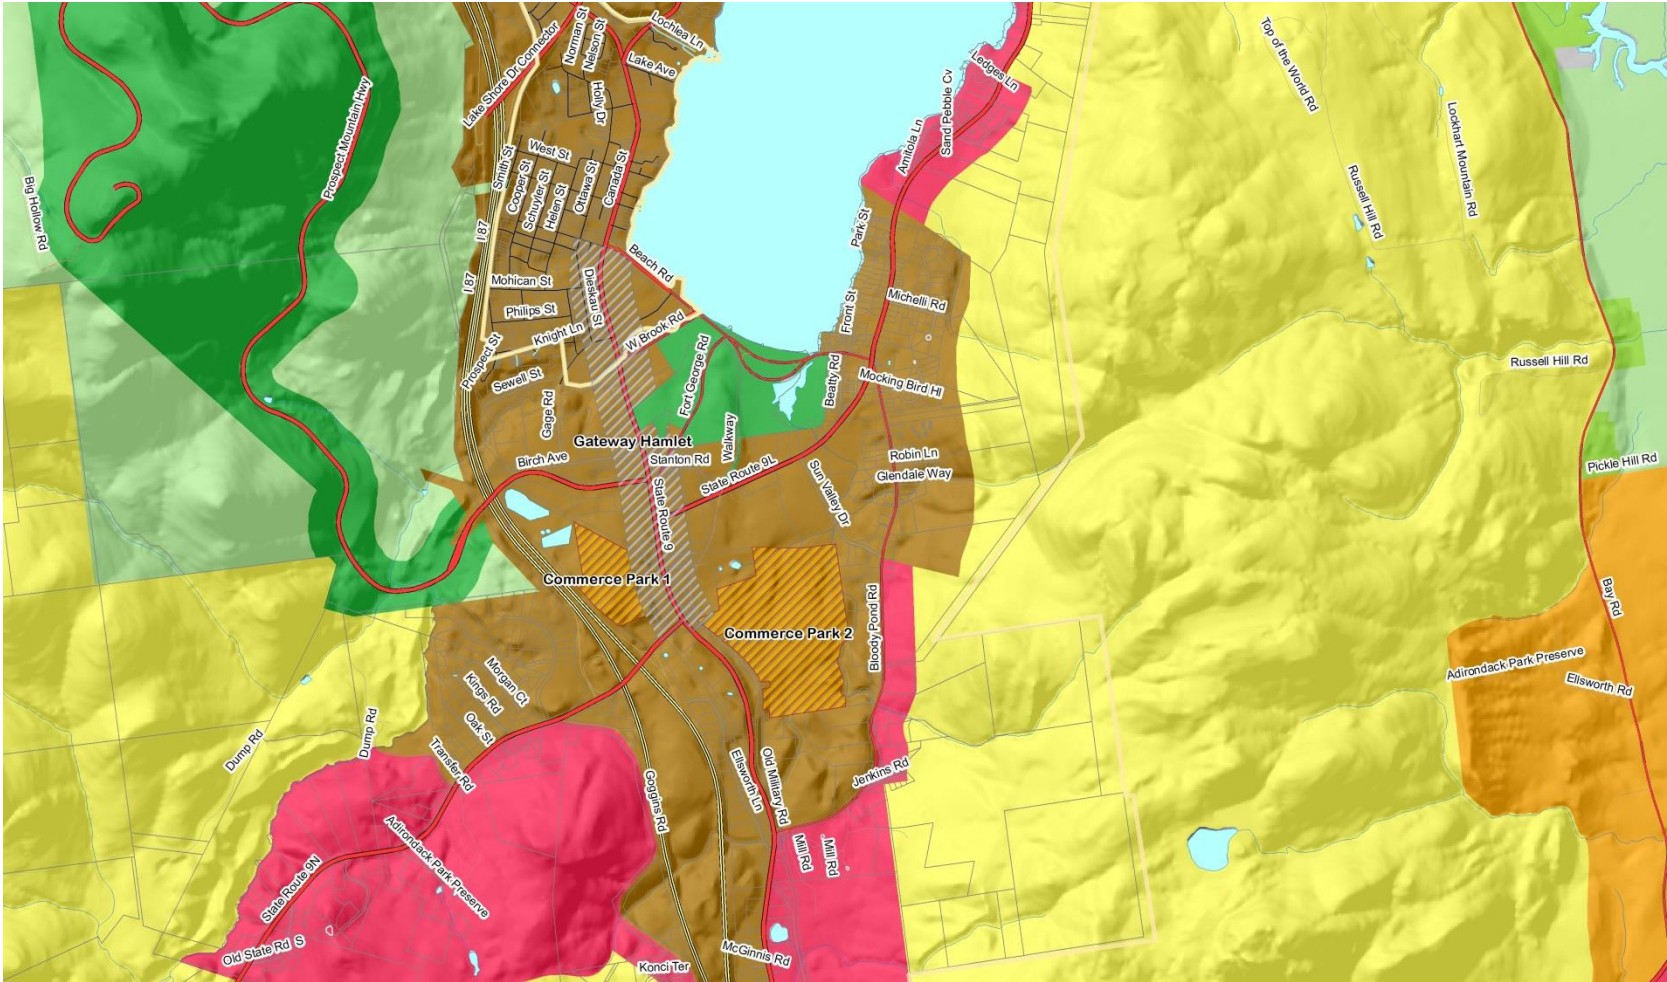 Lochlea Ln
Norman St
Nelson St
Lake Shore Dr Connector
Lake Ave
Ledges Ln
Top of the World Rd
Prospect Mountain Hwy
Holly Dr
Sand Pebble Cv
Lockhart Mountain Rd
Amitola Ln
West St
Smith St
Cooper St
Schuyler St
Helen St
Ottawa St
Canada St
Big Hollow Rd
Russell Hill Rd
I 87
Park St
Beach Rd
I 87
Mohican St
Dieskau St
Michelli Rd
Philips St
Front St
Knight Ln
W Brook Rd
Prospect St
Fort George Rd
Russell Hill Rd
Sewell St
Beatty Rd
Mocking Bird Hl
Gage Rd
Gateway Hamlet
Walkway
Birch Ave
Stanton Rd
Robin Ln
State Route 9L
Glendale Way
Pickle Hill Rd
Sun Valley Dr
State Route 9
Commerce Park 1
Bay Rd
Commerce Park 2
Bloody Pond Rd
Adirondack Park Preserve
Ellsworth Rd
Morgan Ct
Kings Rd
Oak St
Dump Rd
Dump Rd
Transfer Rd
Goggins Rd
Ellsworth Ln
Old Military Rd
Jenkins Rd
Mill Rd
Mill Rd
Adirondack Park Preserve
State Route 9N
Old State Rd S
McGinnis Rd
Konci Ter